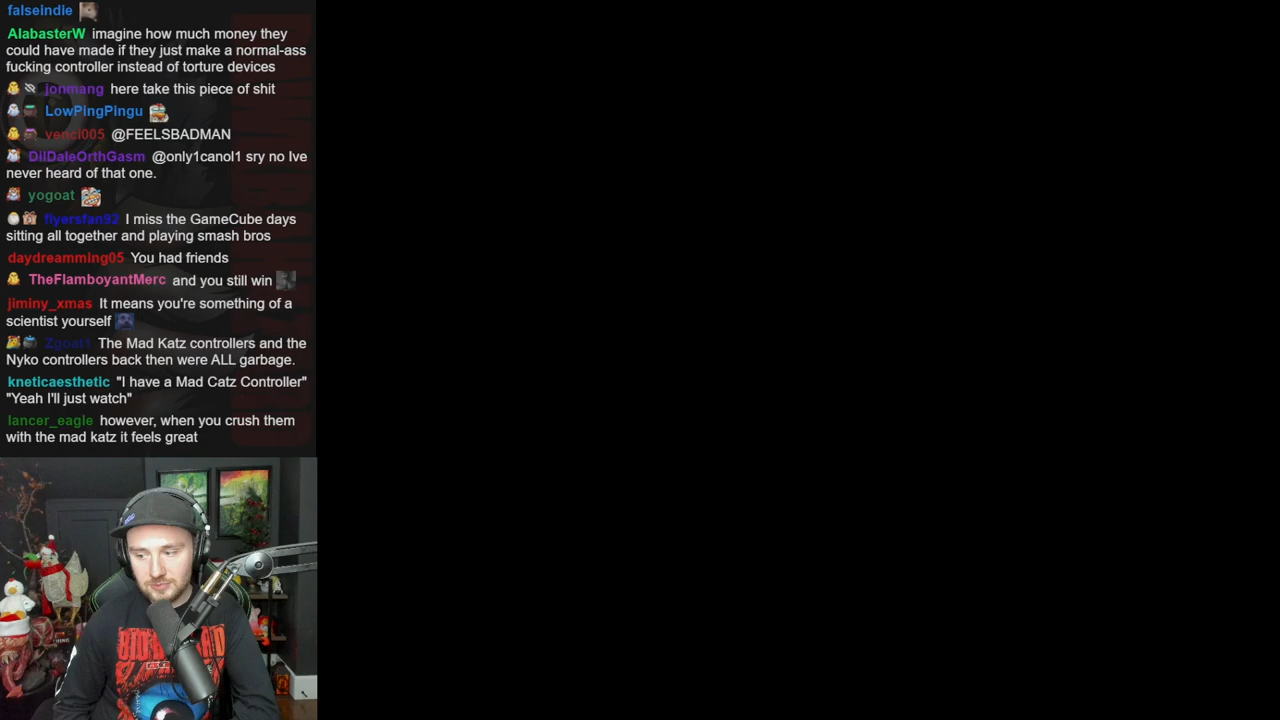 falseindie
AlabasterW imagine how much money they
could have made if they just make a normal-ass
fucking controller instead of torture devices
jonmang here take this piece of shit
LowPingPingu
venci005 @FEELSBADMAN
DilDaleOrthGasm @only1canol1 sry no Ive
never heard of that one.
yogoat
flyersfan92 I miss the GameCube days
sitting all together and playing smash bros
daydreamming05 You had friends
TheFlamboyantMerc and you still win
jiminy_xmas It means you're something of a
scientist yourself
Zgoat1 The Mad Katz controllers and the
Nyko controllers back then were ALL garbage.
kneticaesthetic "I have a Mad Catz Controller"
"Yeah I'll just watch"
lancer_eagle however, when you crush them
with the mad katz it feels great